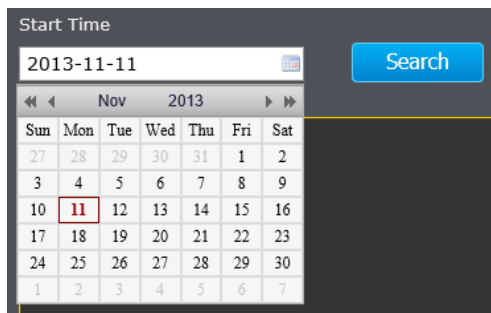 Start Time
2013-11-11 Search
Nov 2013
Sun Mon Tue Wed Thu Fri Sat
27 28 29 30 31 1 2
3 4 5 6 7 8 9
10 11 12 13 14 15 16
17 18 19 20 21 22 23
24 25 26 27 28 29 30
1 2 3 4 5 6 7